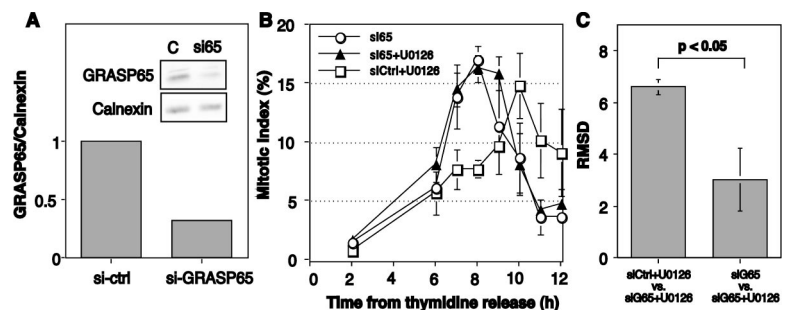 A
C si65
GRASP65
Calnexin
GRASP65/Calnexin
1
0.5
0
si-ctrl si-GRASP65
B
Mitotic index (%)
20
15
10
5
0
si65
si65+U0126
siCtrl+U0126
0 2 4 6 8 10 12
Time from thymidine release (h)
C
RMSD
8
6
4
2
0
p < 0.05
siCtrl+U0126
vs.
siG65+U0126
siG65
vs.
siG65+U0126